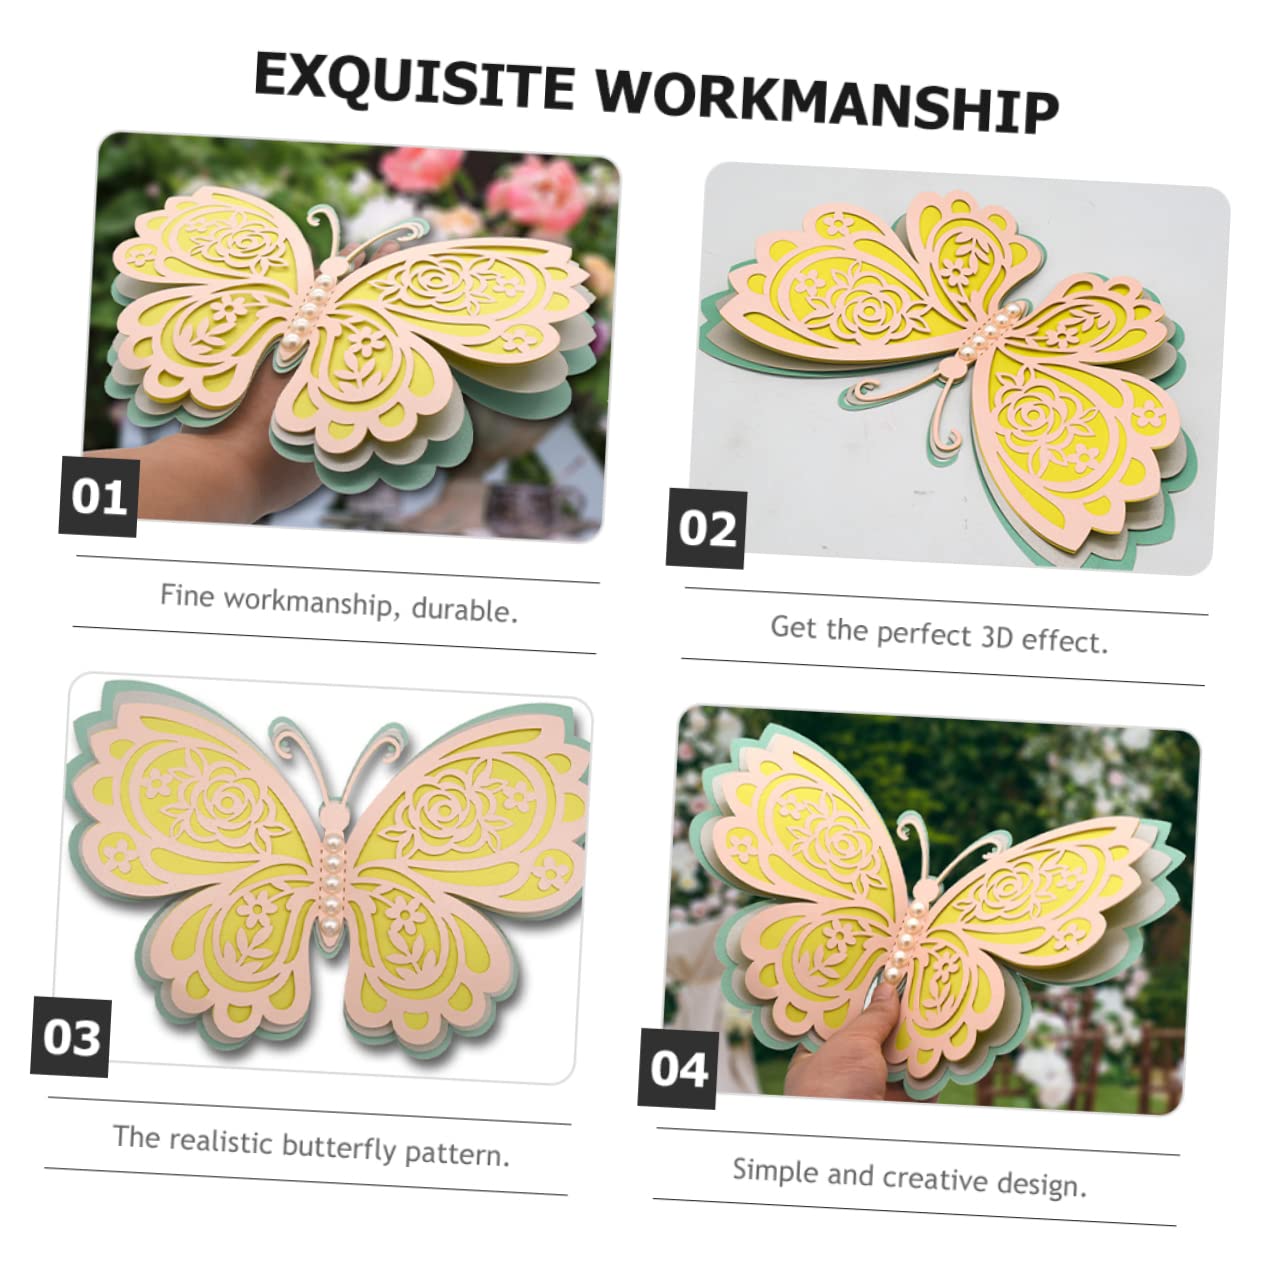 EXQUISITE WORKMANSHIP
01
Fine workmanship, durable.
02
Get the perfect 3D effect.
03
The realistic butterfly pattern.
04
Simple and creative design.